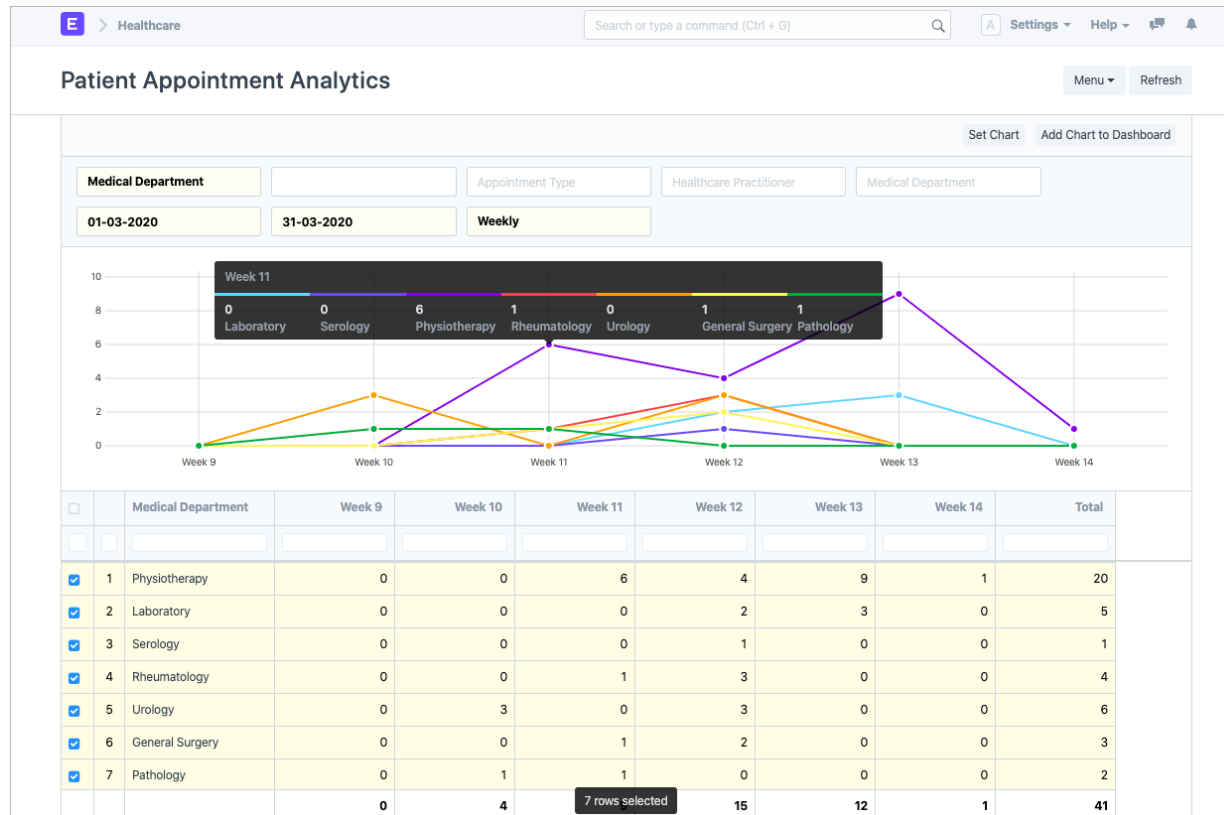 E Healthcare Search or type a command (Ctrl + G) A Settings Help
Patient Appointment Analytics Menu Refresh
Set Chart Add Chart to Dashboard
Medical Department Appointment Type Healthcare Practitioner Medical Department
01-03-2020 31-03-2020 Weekly
10
Week 11
8
0 0 6 1 0 1 1
Laboratory Serology Physiotherapy Rheumatology Urology General Surgery Pathology
6
4
2
0
Week 9 Week 10 Week 11 Week 12 Week 13 Week 14
Medical Department Week 9 Week 10 Week 11 Week 12 Week 13 Week 14 Total
1 Physiotherapy 0 0 6 4 9 1 20
2 Laboratory 0 0 0 2 3 0 5
3 Serology 0 0 0 1 0 0 1
4 Rheumatology 0 0 1 3 0 0 4
5 Urology 0 3 0 3 0 0 6
6 General Surgery 0 0 1 2 0 0 3
7 Pathology 0 1 1 0 0 0 2
7 rows selected
0 4 15 12 1 41